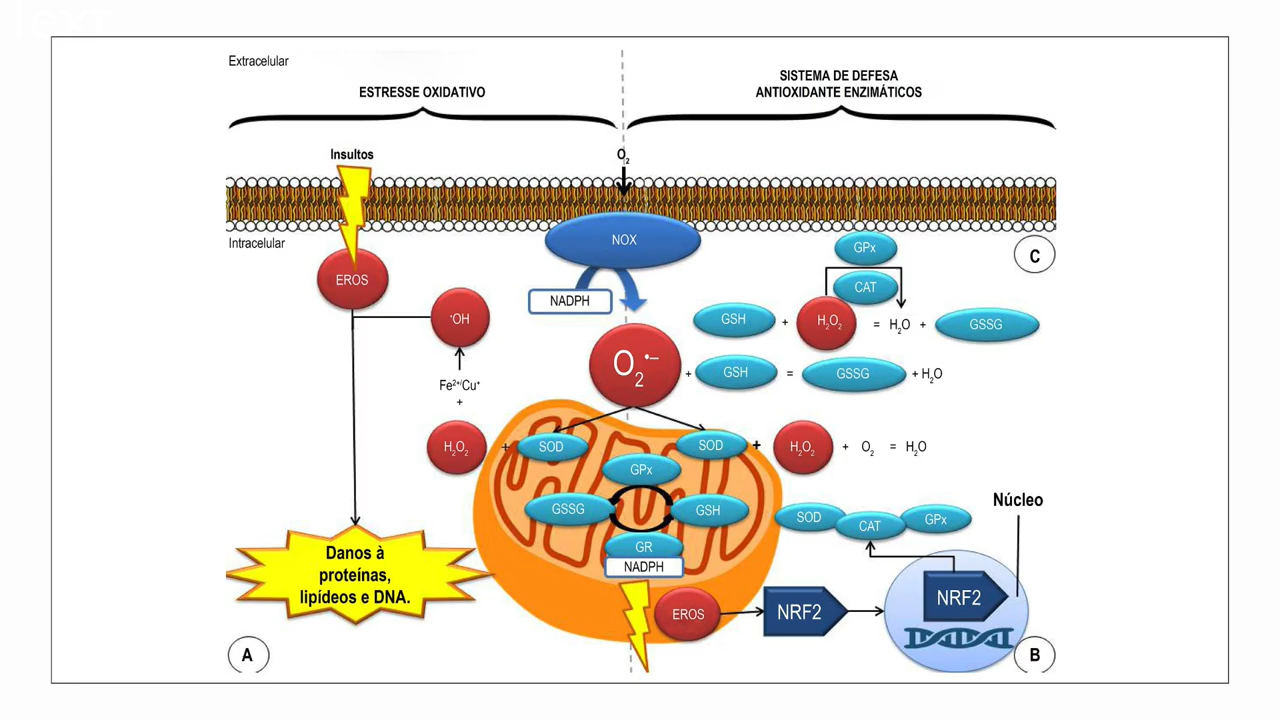 Extracelular
ESTRESSE OXIDATIVO
SISTEMA DE DEFESA
ANTIOXIDANTE ENZIMÁTICOS
Insultos
O₂
Intracelular
NOX
GPx
C
EROS
CAT
NADPH
•OH
GSH + H₂O₂ = H₂O + GSSG
O₂•− + GSH = GSSG + H₂O
Fe²⁺/Cu⁺
+
H₂O₂ + SOD
SOD + H₂O₂ + O₂ = H₂O
GPx
GSSG
GSH
Núcleo
SOD
CAT
GPx
GR
NADPH
Danos à
proteínas,
lipídeos e DNA.
EROS
NRF2
NRF2
A
B